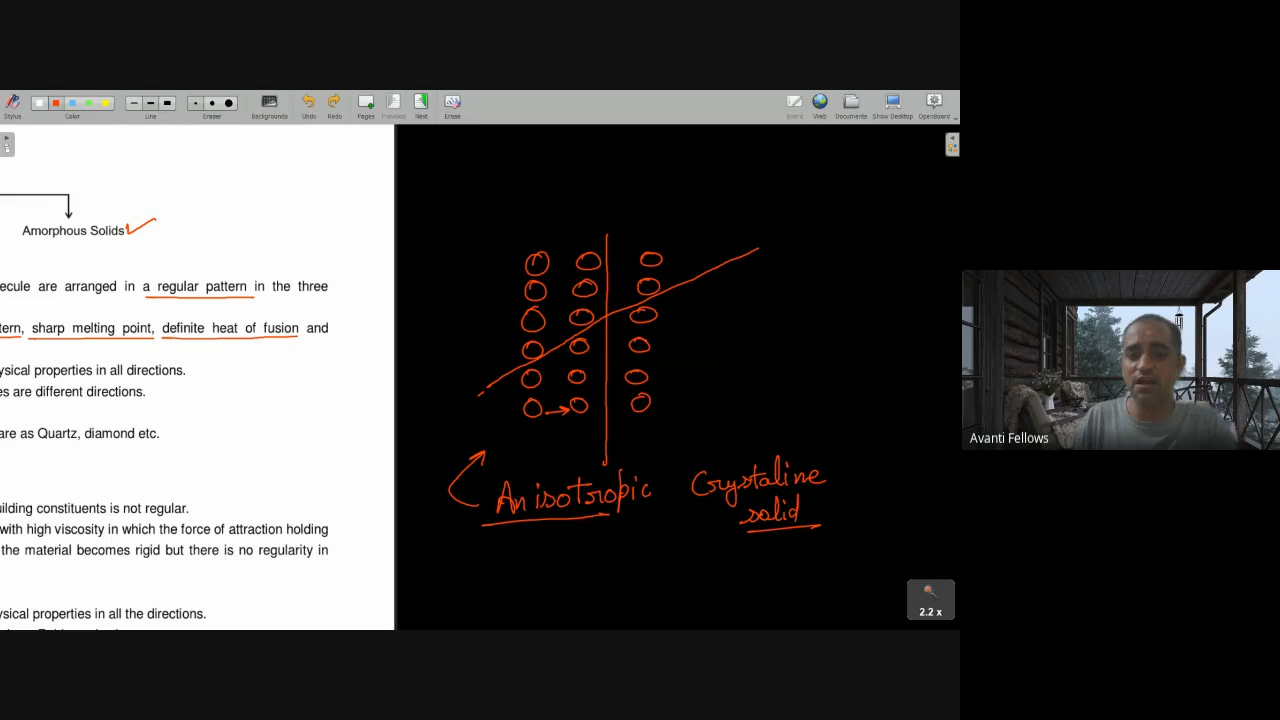 Stylus Color Line Eraser Backgrounds Undo Redo Pages Previous Next Erase Board Web Documents Show Desktop OpenBoard
Amorphous Solids
ecule are arranged in a regular pattern in the three
tern, sharp melting point, definite heat of fusion and
ysical properties in all directions.
es are different directions.
are as Quartz, diamond etc.
uilding constituents is not regular.
with high viscosity in which the force of attraction holding
the material becomes rigid but there is no regularity in
ysical properties in all the directions.
Anisotropic
Crystaline
solid
2.2 x
Avanti Fellows